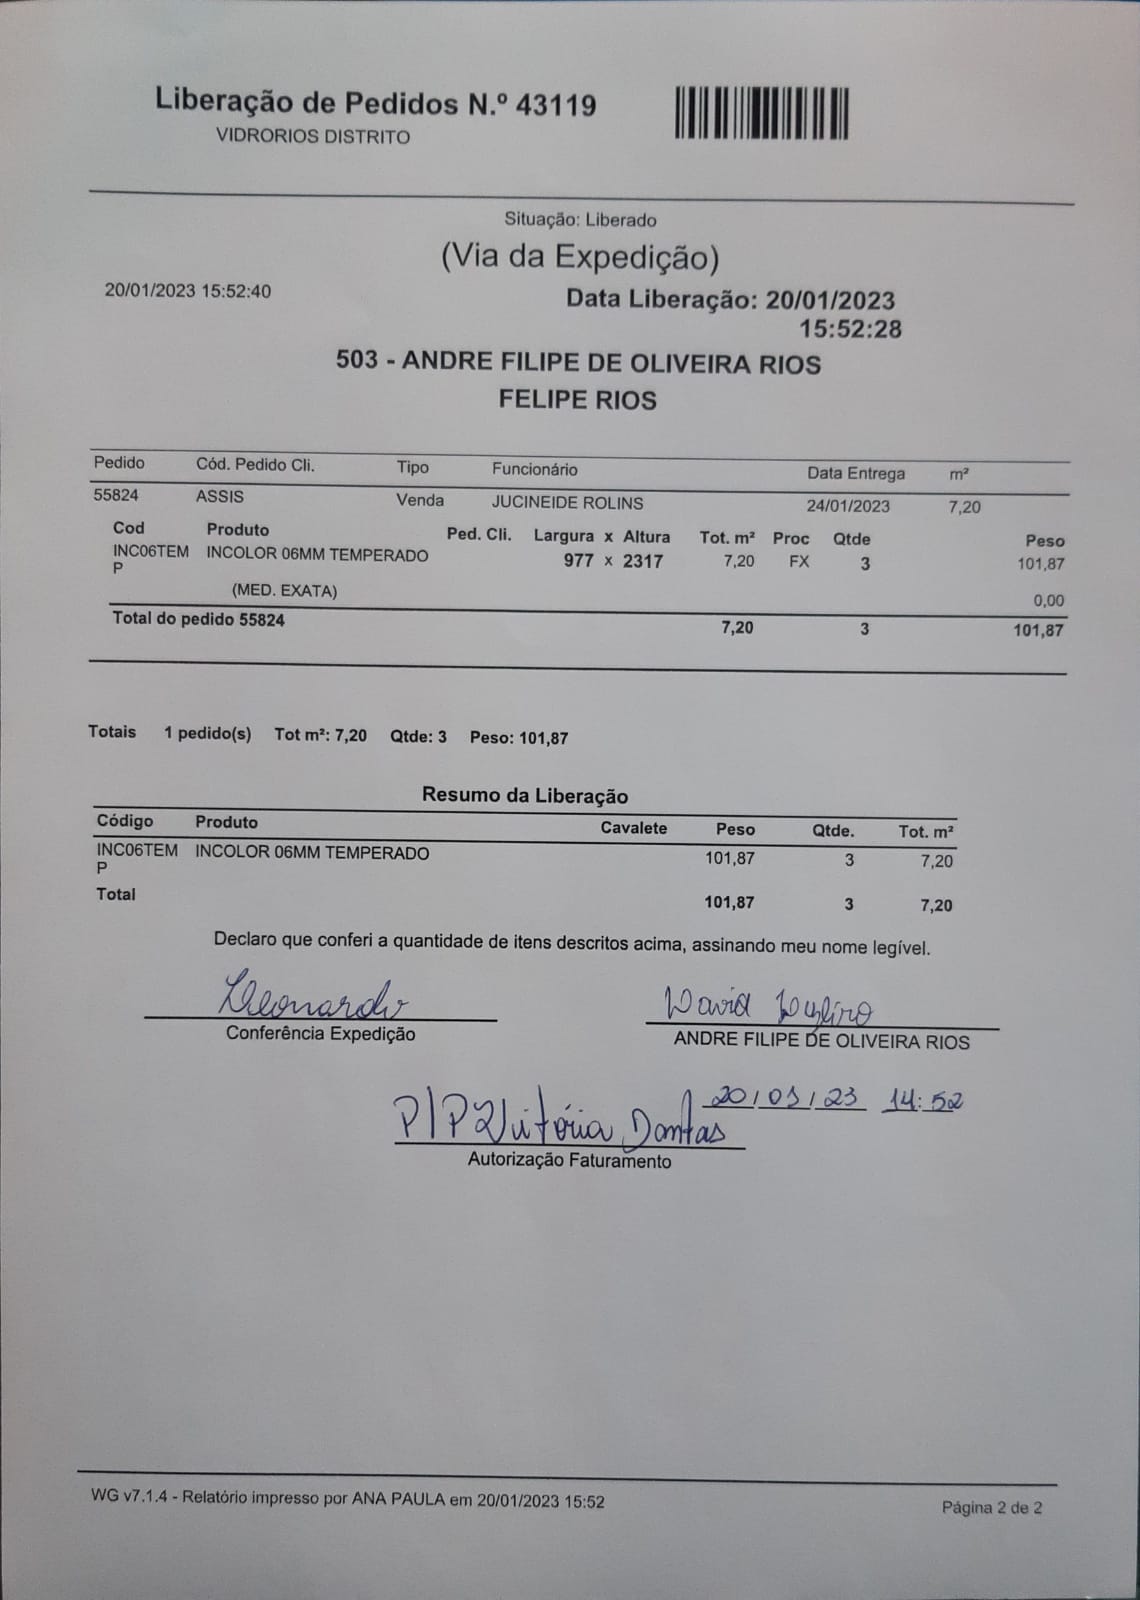 Liberação de Pedidos N.º 43119
VIDRORIOS DISTRITO
Situação: Liberado
(Via da Expedição)
20/01/2023 15:52:40
Data Liberação: 20/01/2023
15:52:28
503 - ANDRE FILIPE DE OLIVEIRA RIOS
FELIPE RIOS
Pedido Cód. Pedido Cli. Tipo Funcionário Data Entrega m²
55824 ASSIS Venda JUCINEIDE ROLINS 24/01/2023 7,20
Cod Produto Ped. Cli. Largura x Altura Tot. m² Proc Qtde Peso
INC06TEM INCOLOR 06MM TEMPERADO 977 x 2317 7,20 FX 3 101,87
P
(MED. EXATA) 0,00
Total do pedido 55824 7,20 3 101,87
Totais 1 pedido(s) Tot m²: 7,20 Qtde: 3 Peso: 101,87
Resumo da Liberação
Código Produto Cavalete Peso Qtde. Tot. m²
INC06TEM INCOLOR 06MM TEMPERADO 101,87 3 7,20
P
Total 101,87 3 7,20
Declaro que conferi a quantidade de itens descritos acima, assinando meu nome legível.
Leonardo David
Conferência Expedição ANDRE FILIPE DE OLIVEIRA RIOS
20/01/23 14:52
P/P Vitória Dantas
Autorização Faturamento
WG v7.1.4 - Relatório impresso por ANA PAULA em 20/01/2023 15:52
Página 2 de 2